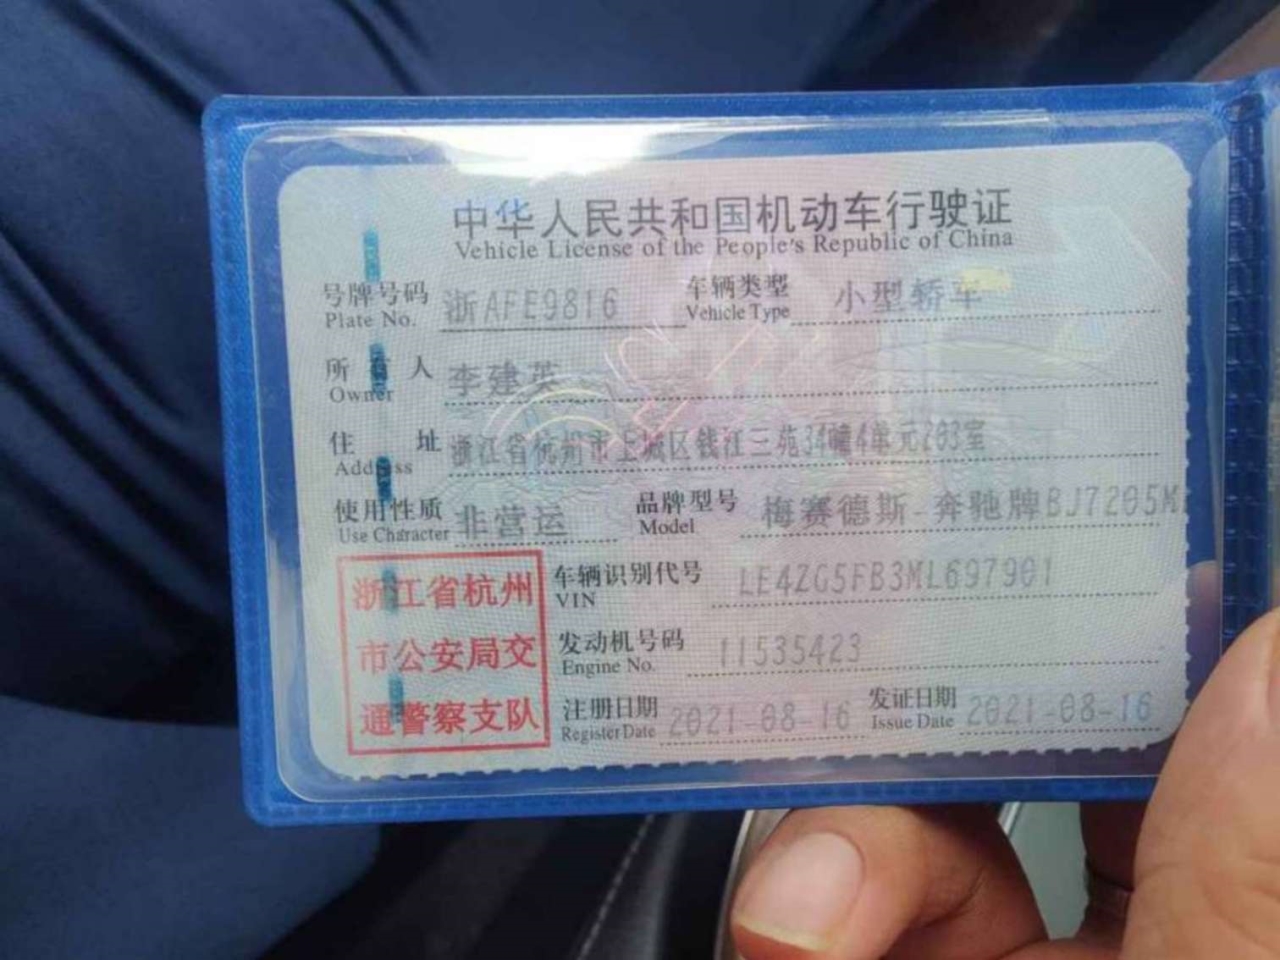 中华人民共和国机动车行驶证
Vehicle License of the People's Republic of China
号牌号码 浙AFE9816 车辆类型 小型轿车
Plate No. Vehicle Type
所有人 李建英
Owner
住址 浙江省杭州市上城区钱江三苑34幢4单元203室
Address
使用性质 非营运 品牌型号 梅赛德斯-奔驰牌BJ7205M
Use Character Model
浙江省杭州
市公安局交
通警察支队
车辆识别代号 LE4ZG5FB3ML697901
VIN
发动机号码 11535423
Engine No.
注册日期 2021-08-16 发证日期 2021-08-16
Register Date Issue Date